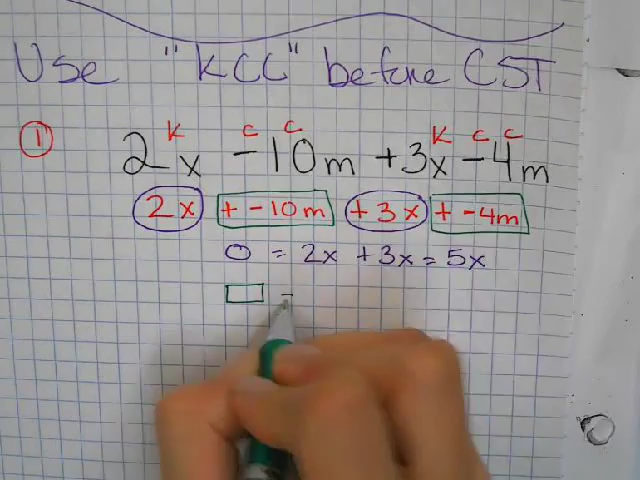 Use "KCC" before CST
1
K C C K C C
2x -10m +3x -4m
2x + -10m + 3x + -4m
= 2x + 3x = 5x